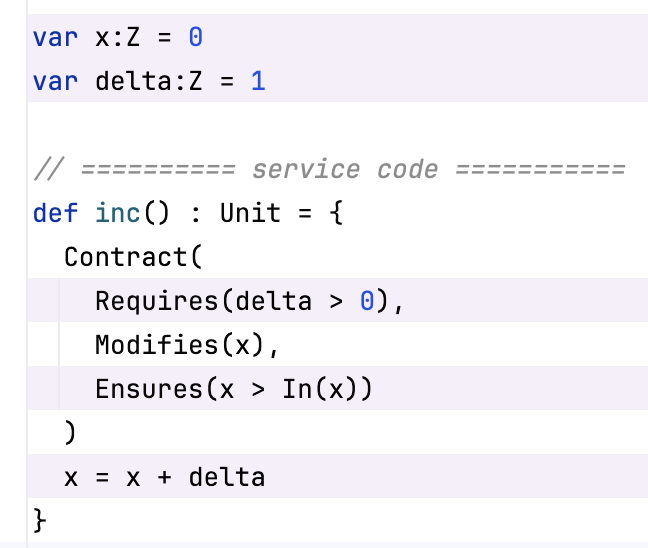 var x:Z = 0
var delta:Z = 1
// ========== service code ===========
def inc() : Unit = {
Contract(
Requires(delta > 0),
Modifies(x),
Ensures(x > In(x))
)
x = x + delta
}